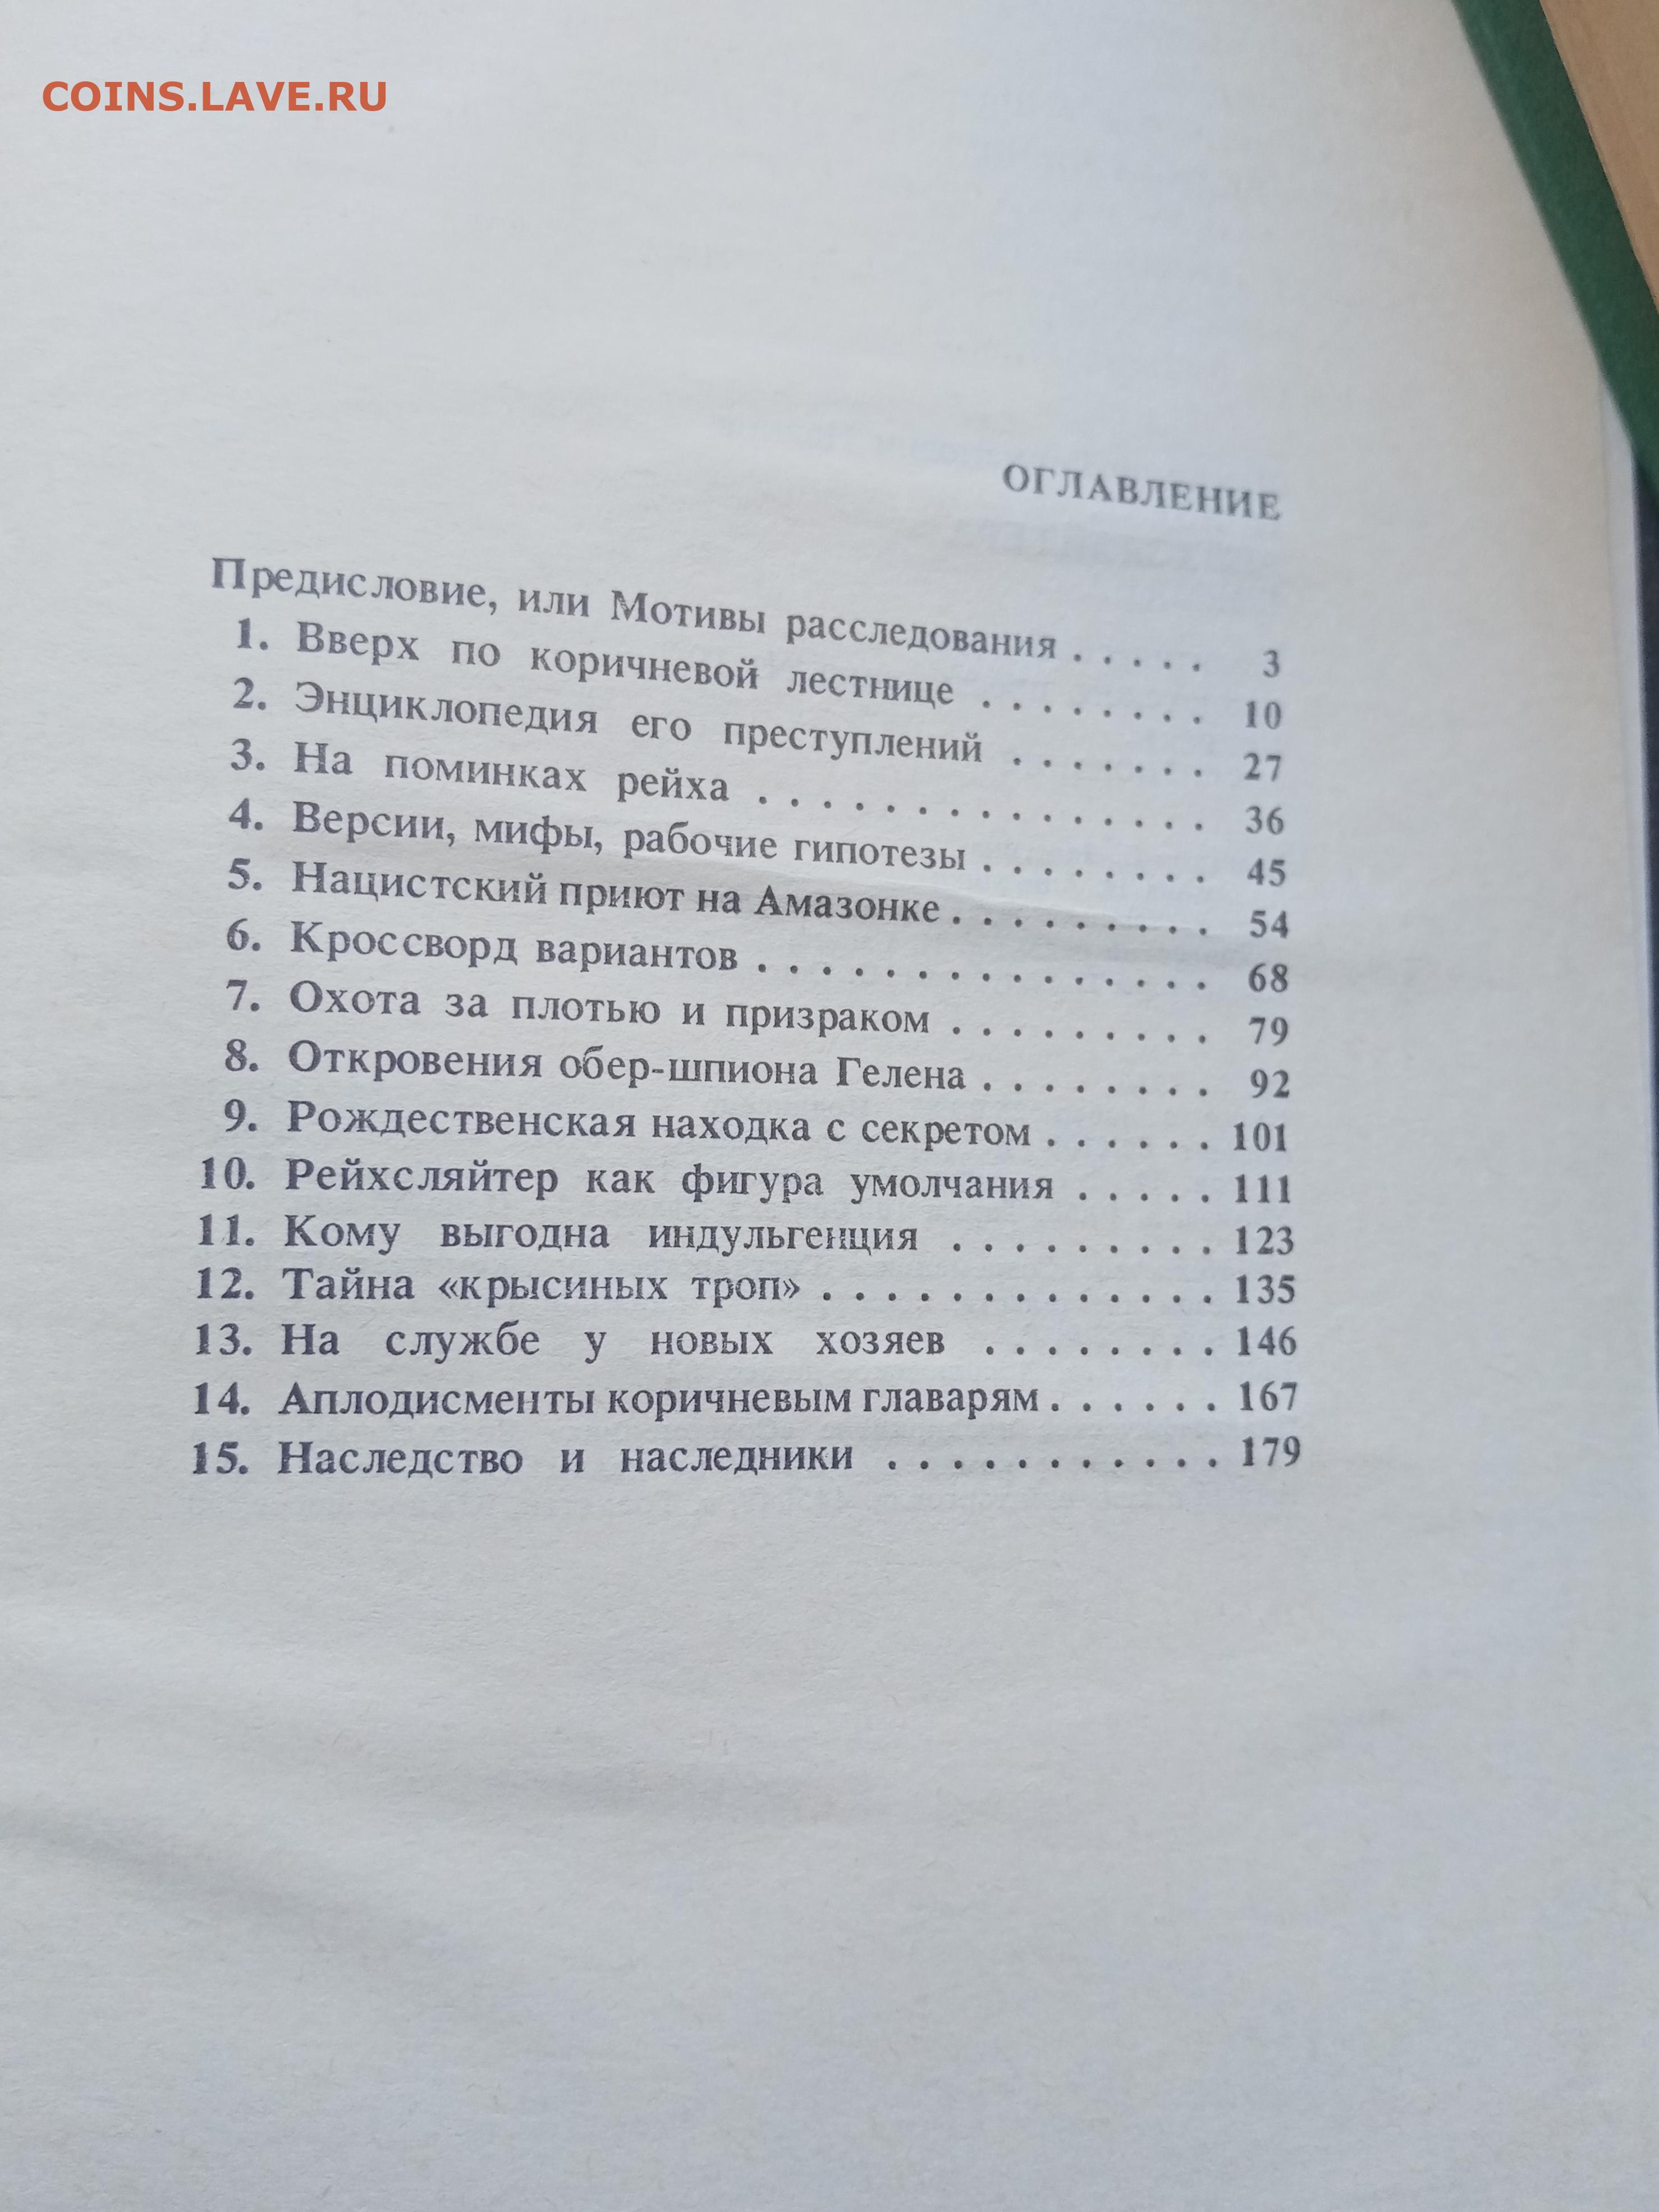 COINS.LAVE.RU
ОГЛАВЛЕНИЕ
Предисловие, или Мотивы расследования . . . . . 3
1. Вверх по коричневой лестнице . . . . . . . . 10
2. Энциклопедия его преступлений . . . . . . . 27
3. На поминках рейха . . . . . . . . . . . . . . 36
4. Версии, мифы, рабочие гипотезы . . . . . . . . 45
5. Нацистский приют на Амазонке . . . . . . . . . 54
6. Кроссворд вариантов . . . . . . . . . . . . . . . 68
7. Охота за плотью и призраком . . . . . . . . . 79
8. Откровения обер-шпиона Гелена . . . . . . . . 92
9. Рождественская находка с секретом . . . . . . 101
10. Рейхсляйтер как фигура умолчания . . . . . 111
11. Кому выгодна индульгенция . . . . . . . . . 123
12. Тайна «крысиных троп» . . . . . . . . . . . . . 135
13. На службе у новых хозяев . . . . . . . . 146
14. Аплодисменты коричневым главарям . . . . . . 167
15. Наследство и наследники . . . . . . . . . . . 179